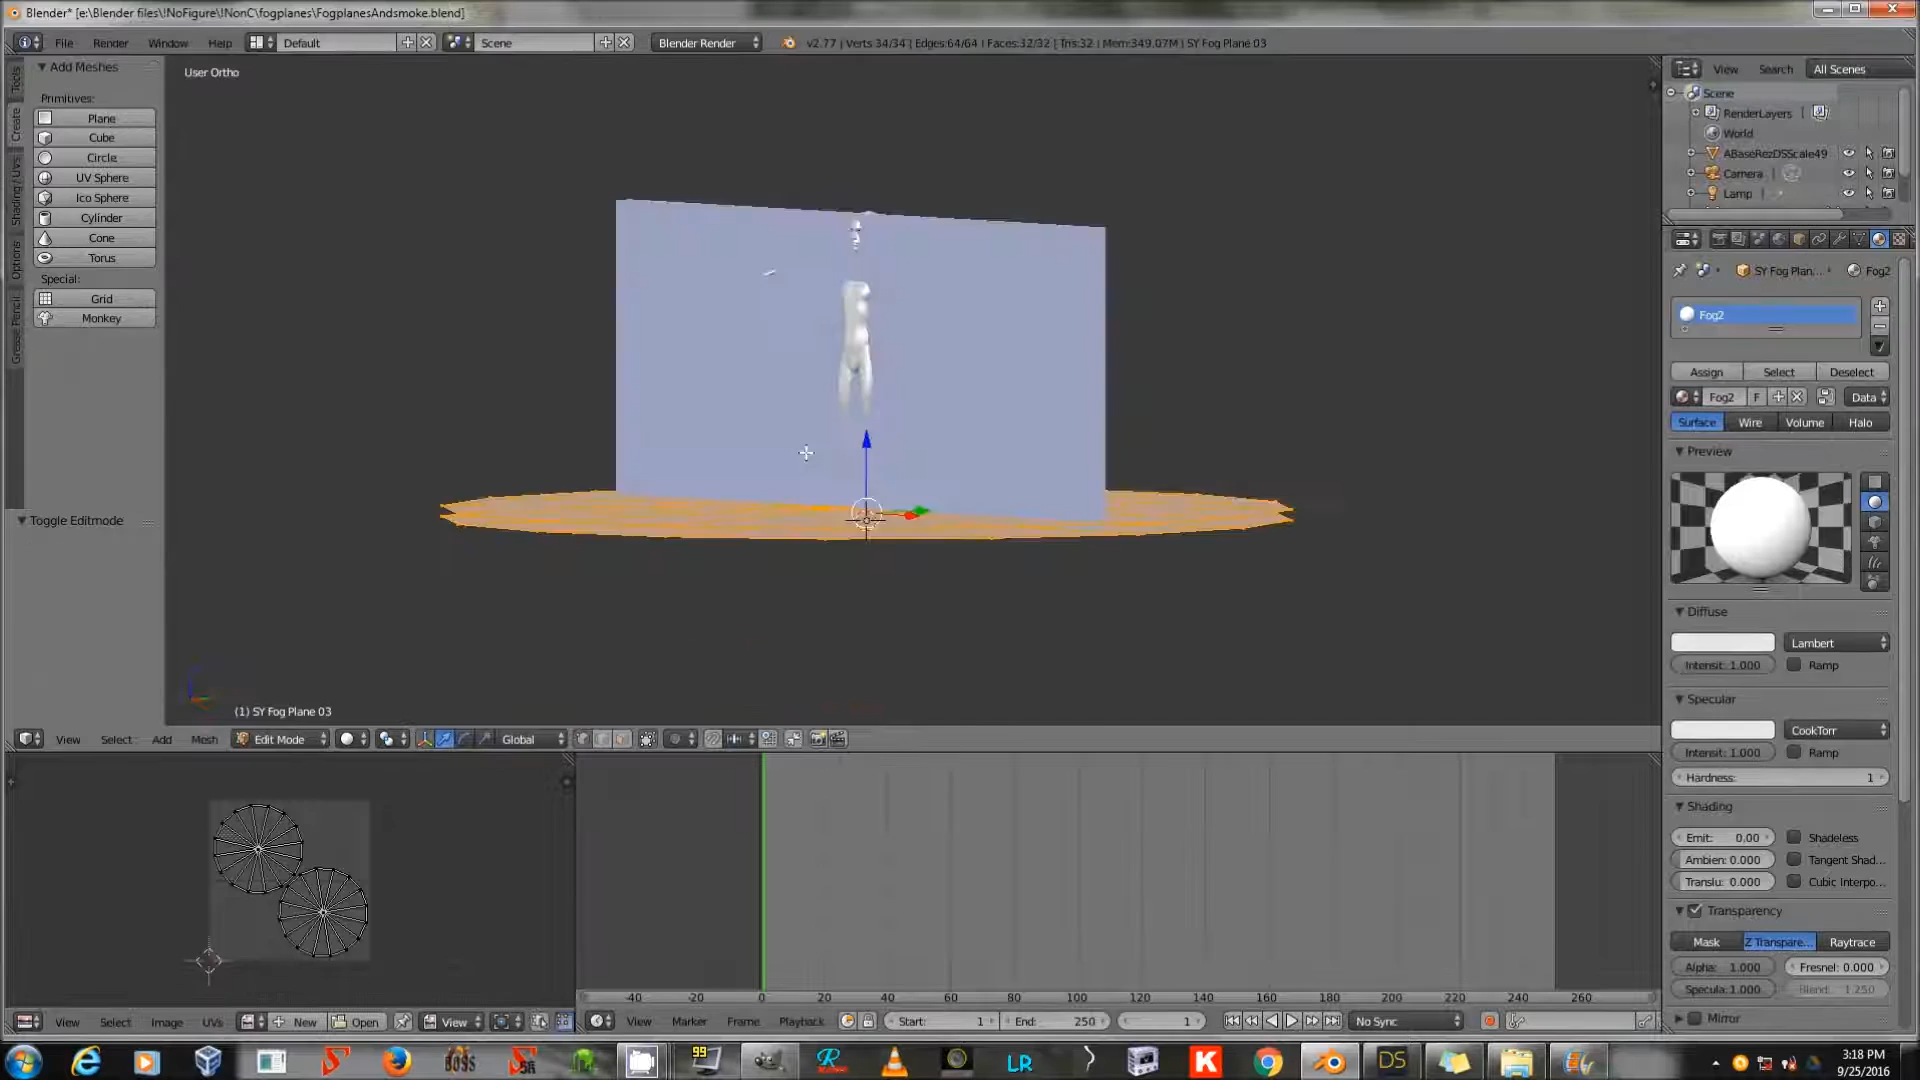 Blender* [e:\Blender files\!NoFigure\!NonC\fogplanes\FogplanesAndsmoke.blend]
File Render Window Help Default Scene Blender Render v2.77 | Verts:34/34 | Edges:64/64 | Faces:32/32 | Tris:32 | Mem:349.07M | SY Fog Plane 03
Add Meshes
User Ortho
View Search All Scenes
Tools
Create
Shading / UVs
Options
Grease Pencil
Primitives:
Plane
Cube
Circle
UV Sphere
Ico Sphere
Cylinder
Cone
Torus
Special:
Grid
Monkey
Toggle Editmode
Scene
RenderLayers
World
ABaseRezDSScale49
Camera
Lamp
SY Fog Plan... Fog2
Fog2
Assign Select Deselect
Fog2 F Data
Surface Wire Volume Halo
Preview
Diffuse
Lambert
Intensit: 1.000 Ramp
Specular
CookTorr
Intensit: 1.000 Ramp
Hardness: 1
Shading
Emit: 0.00 Shadeless
Ambien: 0.000 Tangent Shad...
Translu: 0.000 Cubic Interpo...
Transparency
Mask Z Transpare... Raytrace
Alpha: 1.000 Fresnel: 0.000
Specula: 1.000 Blend: 1.250
Mirror
(1) SY Fog Plane 03
View Select Add Mesh Edit Mode Global
-40 -20 0 20 40 60 80 100 120 140 160 180 200 220 240 260
View Select Image UVs New Open View
View Marker Frame Playback Start: 1 End: 250 1 No Sync
BOSS 99 LR K DS
3:18 PM
9/25/2016